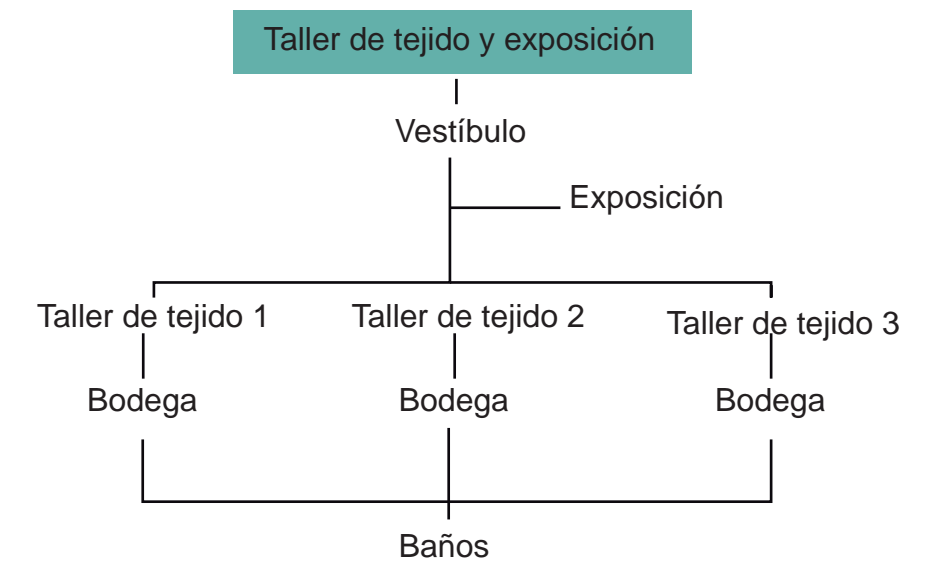 Taller de tejido y exposición
Vestíbulo
Exposición
Taller de tejido 1
Taller de tejido 2
Taller de tejido 3
Bodega
Bodega
Bodega
Baños